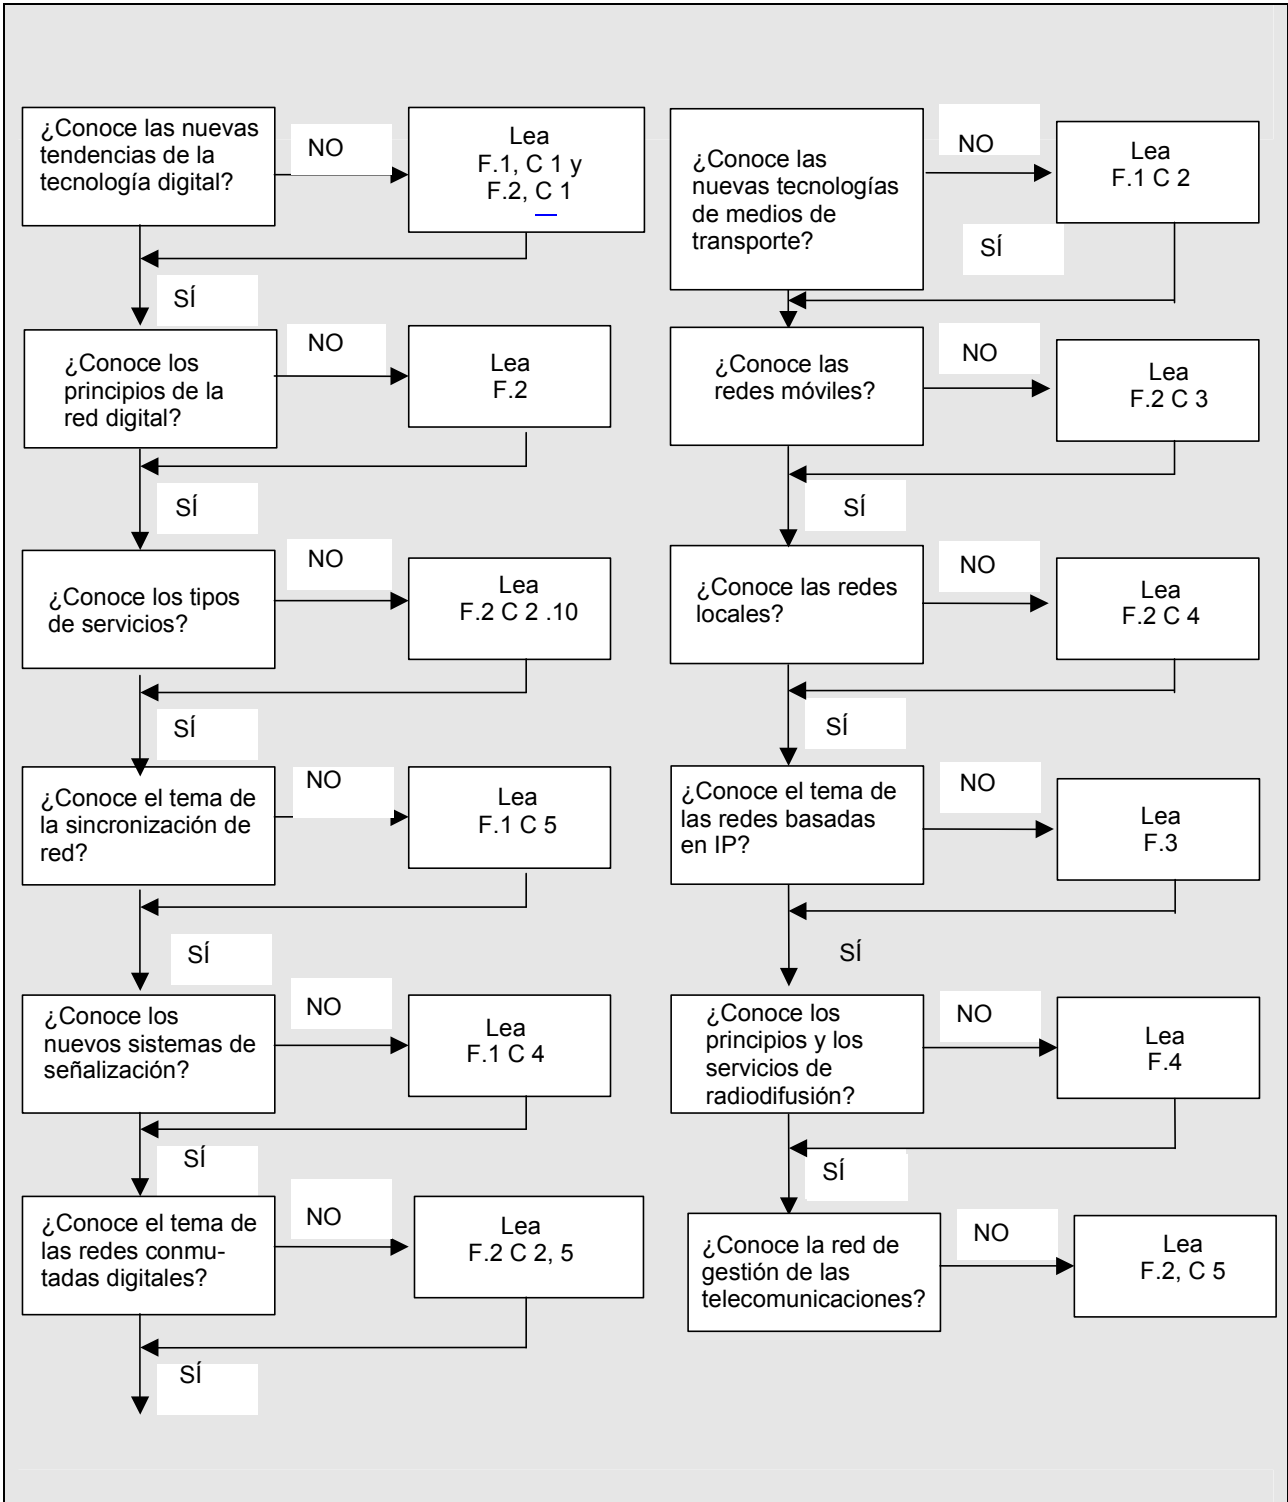 ¿Conoce las nuevas
tendencias de la
tecnología digital?
NO
Lea
F.1, C 1 y
F.2, C 1
SÍ
¿Conoce los
principios de la
red digital?
NO
Lea
F.2
SÍ
¿Conoce los tipos
de servicios?
NO
Lea
F.2 C 2 .10
SÍ
¿Conoce el tema de
la sincronización de
red?
NO
Lea
F.1 C 5
SÍ
¿Conoce los
nuevos sistemas de
señalización?
NO
Lea
F.1 C 4
SÍ
¿Conoce el tema de
las redes conmu-
tadas digitales?
NO
Lea
F.2 C 2, 5
SÍ
¿Conoce las
nuevas tecnologías
de medios de
transporte?
NO
Lea
F.1 C 2
SÍ
¿Conoce las
redes móviles?
NO
Lea
F.2 C 3
SÍ
¿Conoce las redes
locales?
NO
Lea
F.2 C 4
SÍ
¿Conoce el tema de
las redes basadas
en IP?
NO
Lea
F.3
SÍ
¿Conoce los
principios y los
servicios de
radiodifusión?
NO
Lea
F.4
SÍ
¿Conoce la red de
gestión de las
telecomunicaciones?
NO
Lea
F.2, C 5